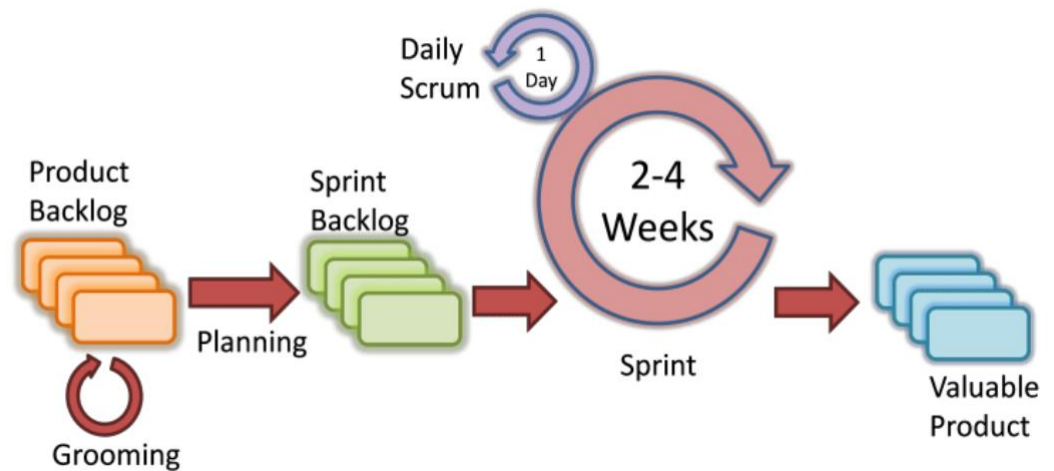 Daily
Scrum
1
Day
Product
Backlog
Sprint
Backlog
2-4
Weeks
Planning
Sprint
Valuable
Product
Grooming